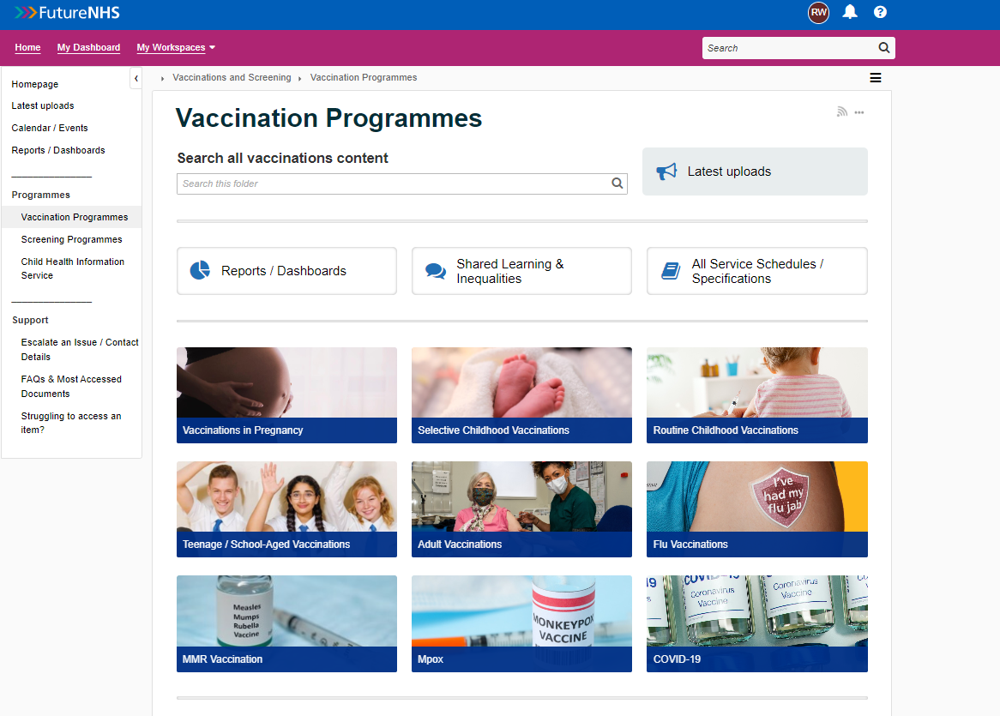 FutureNHS
RW
Home
My Dashboard
My Workspaces
Search
Homepage
Latest uploads
Calendar / Events
Reports / Dashboards
Programmes
Vaccination Programmes
Screening Programmes
Child Health Information
Service
Support
Escalate an Issue / Contact
Details
FAQs & Most Accessed
Documents
Struggling to access an
item?
Vaccinations and Screening
Vaccination Programmes
Vaccination Programmes
Search all vaccinations content
Search this folder
Latest uploads
Reports / Dashboards
Shared Learning &
Inequalities
All Service Schedules /
Specifications
Vaccinations in Pregnancy
Selective Childhood Vaccinations
Routine Childhood Vaccinations
Teenage / School-Aged Vaccinations
Adult Vaccinations
I've
had my
flu jab
Flu Vaccinations
Measles
Mumps
Rubella
Vaccine
MMR Vaccination
MONKEYPOX
VACCINE
Mpox
19
COVID-19
Coronavirus
Vaccine
Coronavirus
Vaccine
COVID-19